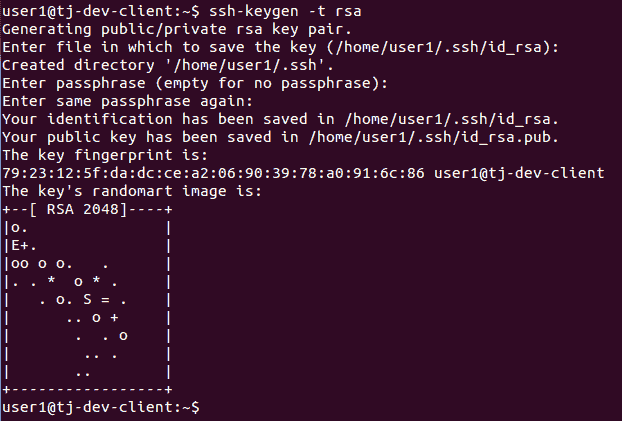 user1@tj-dev-client:~$ ssh-keygen -t rsa
Generating public/private rsa key pair.
Enter file in which to save the key (/home/user1/.ssh/id_rsa):
Created directory '/home/user1/.ssh'.
Enter passphrase (empty for no passphrase):
Enter same passphrase again:
Your identification has been saved in /home/user1/.ssh/id_rsa.
Your public key has been saved in /home/user1/.ssh/id_rsa.pub.
The key fingerprint is:
79:23:12:5f:da:dc:ce:a2:06:90:39:78:a0:91:6c:86 user1@tj-dev-client
The key's randomart image is:
+--[ RSA 2048]----+
|o.               |
|E+.              |
|oo o o.   .      |
|. . *  o * .     |
|   . o. S = .    |
|      .. o +     |
|       .  . o    |
|        .. .     |
|       ..        |
+-----------------+
user1@tj-dev-client:~$